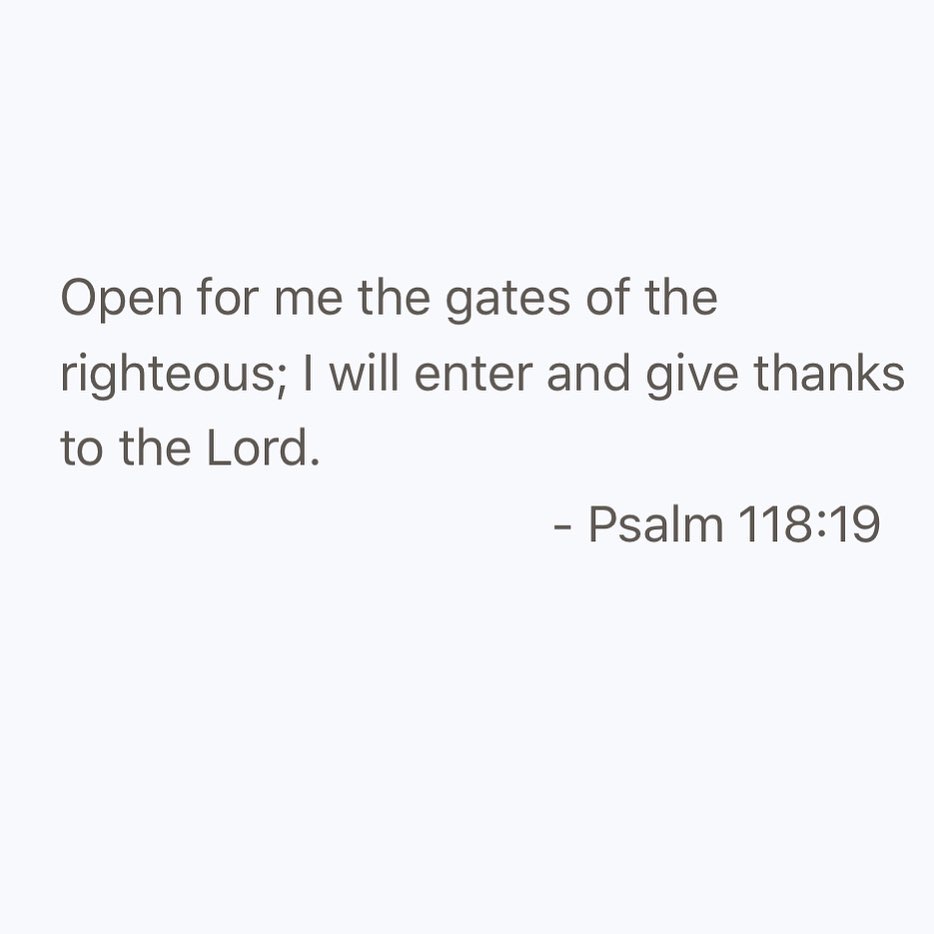 Open for me the gates of the
righteous; I will enter and give thanks
to the Lord.
- Psalm 118:19